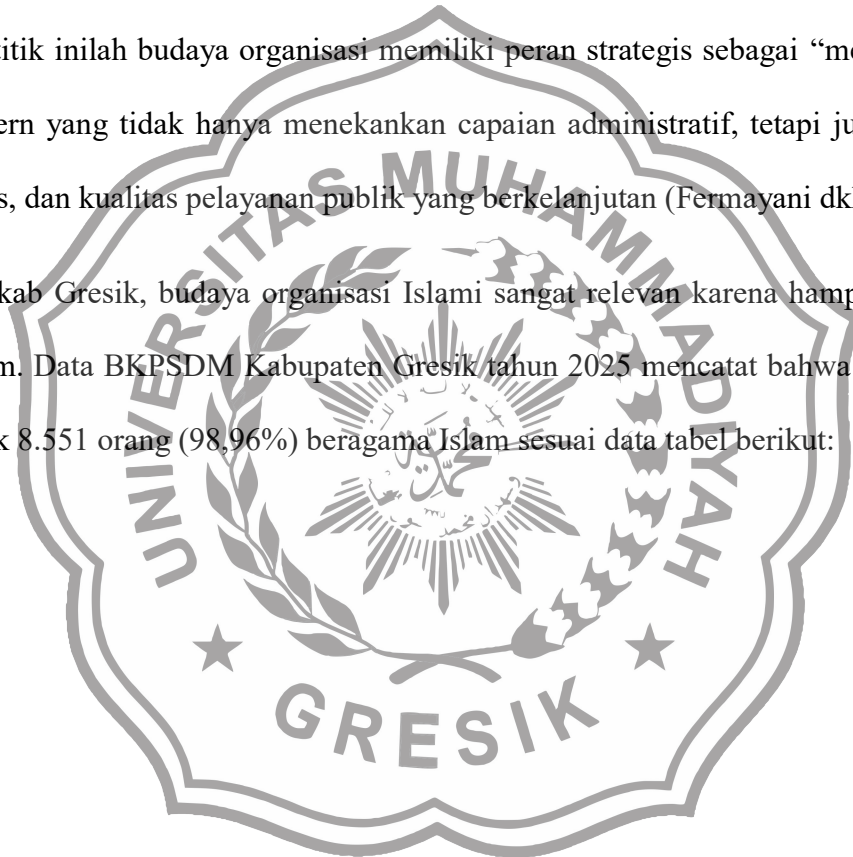 itik inilah budaya organisasi memiliki peran strategis sebagai “me
ern yang tidak hanya menekankan capaian administratif, tetapi ju
s, dan kualitas pelayanan publik yang berkelanjutan (Fermayani dk
kab Gresik, budaya organisasi Islami sangat relevan karena hamp
m. Data BKPSDM Kabupaten Gresik tahun 2025 mencatat bahwa
k 8.551 orang (98,96%) beragama Islam sesuai data tabel berikut:
UNIVERSITAS MUHAMMADIYAH
GRESIK